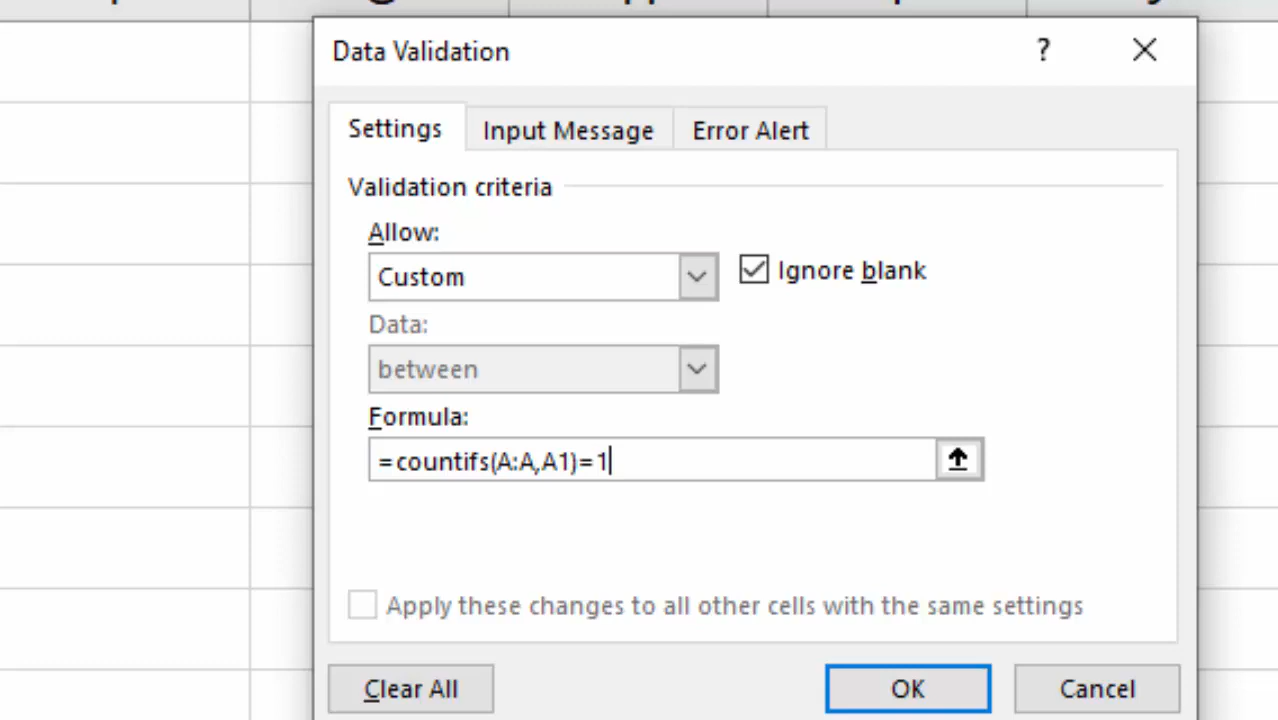 Data Validation ?
Settings Input Message Error Alert
Validation criteria
Allow:
Custom Ignore blank
Data:
between
Formula:
=countifs(A:A,A1)=1
Apply these changes to all other cells with the same settings
Clear All OK Cancel